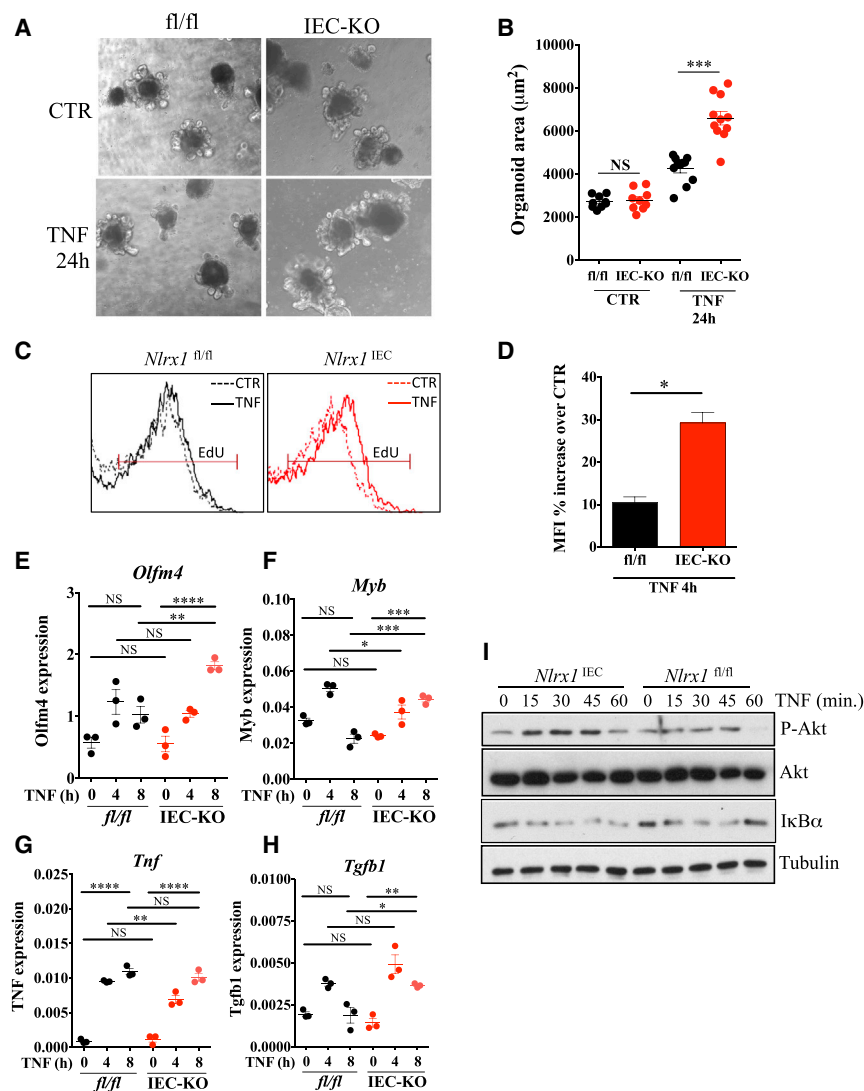 A
fl/fl
IEC-KO
CTR
TNF
24h
B
Organoid area (μm²)
10000
8000
6000
4000
2000
0
NS
***
fl/fl IEC-KO fl/fl IEC-KO
CTR TNF
24h
C
Nlrx1 fl/fl
CTR
TNF
EdU
Nlrx1 IEC
CTR
TNF
EdU
D
MFI % increase over CTR
40
30
20
10
0
*
fl/fl IEC-KO
TNF 4h
E
Olfm4
Olfm4 expression
3
2
1
0
NS ****
**
NS
NS
TNF (h) 0 4 8 0 4 8
fl/fl IEC-KO
F
Myb
Myb expression
0.10
0.08
0.06
0.04
0.02
0.00
NS ***
***
*
NS
TNF (h) 0 4 8 0 4 8
fl/fl IEC-KO
G
Tnf
TNF expression
0.025
0.020
0.015
0.010
0.005
0.000
**** ****
NS
**
NS
TNF (h) 0 4 8 0 4 8
fl/fl IEC-KO
H
Tgfb1
Tgfb1 expression
0.0100
0.0075
0.0050
0.0025
0.0000
NS **
*
NS
NS
TNF (h) 0 4 8 0 4 8
fl/fl IEC-KO
I
Nlrx1 IEC Nlrx1 fl/fl
0 15 30 45 60 0 15 30 45 60 TNF (min.)
P-Akt
Akt
IκBα
Tubulin